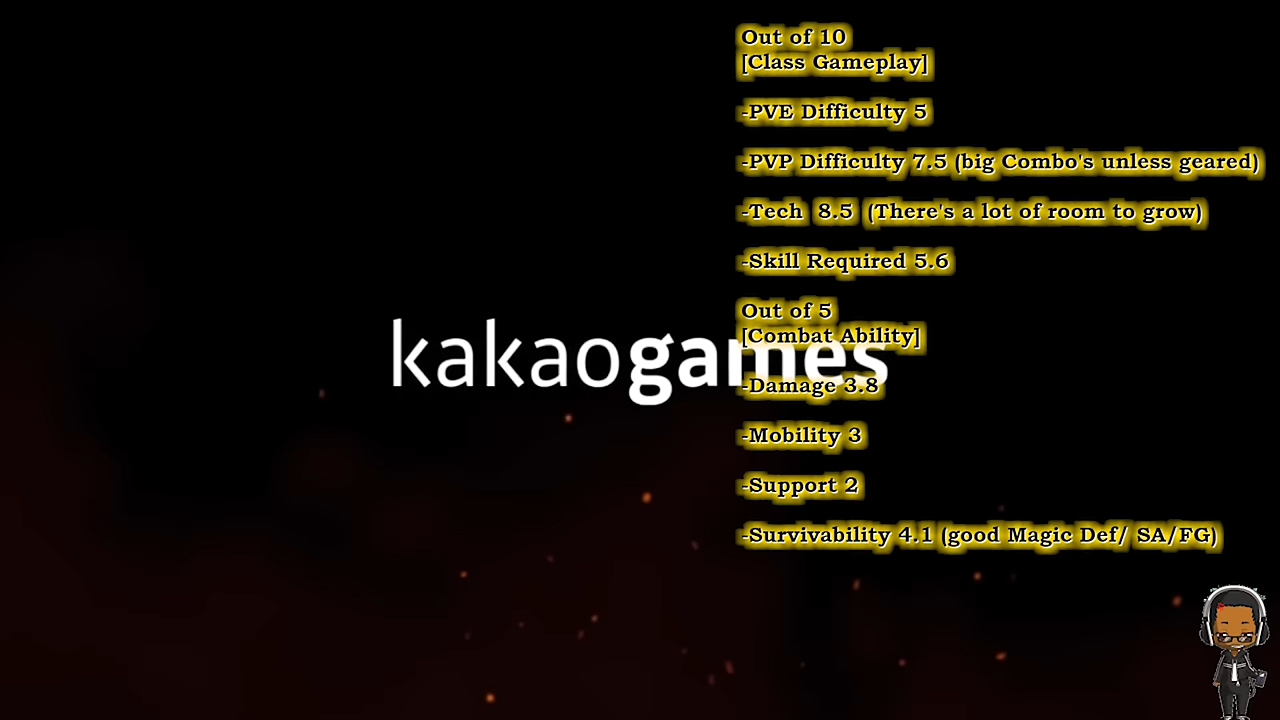 Out of 10
[Class Gameplay]
-PVE Difficulty 5
-PVP Difficulty 7.5 (big Combo's unless geared)
-Tech  8.5  (There's a lot of room to grow)
-Skill Required 5.6
Out of 5
[Combat Ability]
kakaogames
-Damage 3.8
-Mobility 3
-Support 2
-Survivability 4.1 (good Magic Def/ SA/FG)